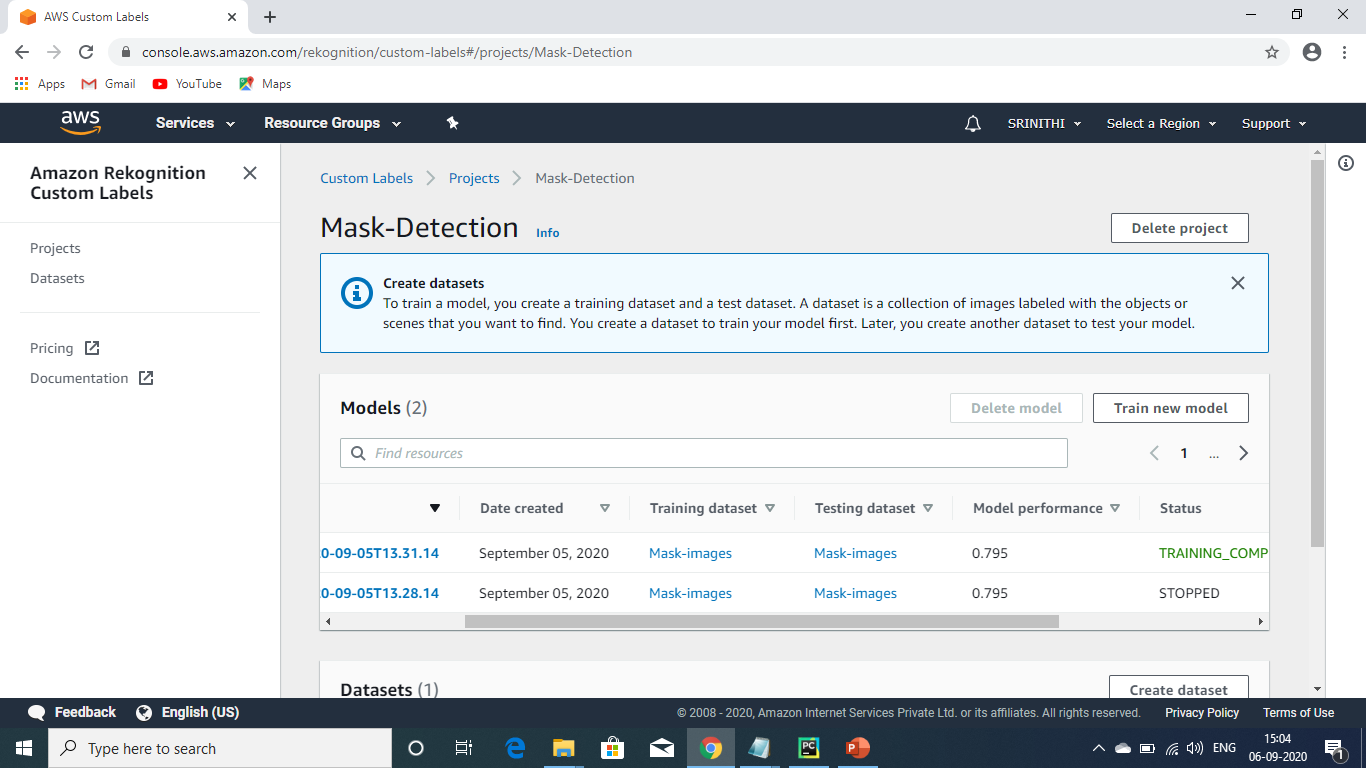 AWS Custom Labels
console.aws.amazon.com/rekognition/custom-labels#/projects/Mask-Detection
Apps Gmail YouTube Maps
aws Services Resource Groups SRINITHI Select a Region Support
Amazon Rekognition
Custom Labels
Projects
Datasets
Pricing
Documentation
Custom Labels Projects Mask-Detection
Mask-Detection Info Delete project
Create datasets
To train a model, you create a training dataset and a test dataset. A dataset is a collection of images labeled with the objects or
scenes that you want to find. You create a dataset to train your model first. Later, you create another dataset to test your model.
Models (2) Delete model Train new model
Find resources 1 ...
Date created Training dataset Testing dataset Model performance Status
0-09-05T13.31.14 September 05, 2020 Mask-images Mask-images 0.795 TRAINING_COMP
0-09-05T13.28.14 September 05, 2020 Mask-images Mask-images 0.795 STOPPED
Datasets (1) Create dataset
Feedback English (US) © 2008 - 2020, Amazon Internet Services Private Ltd. or its affiliates. All rights reserved. Privacy Policy Terms of Use
Type here to search PC P ENG 15:04
06-09-2020 1